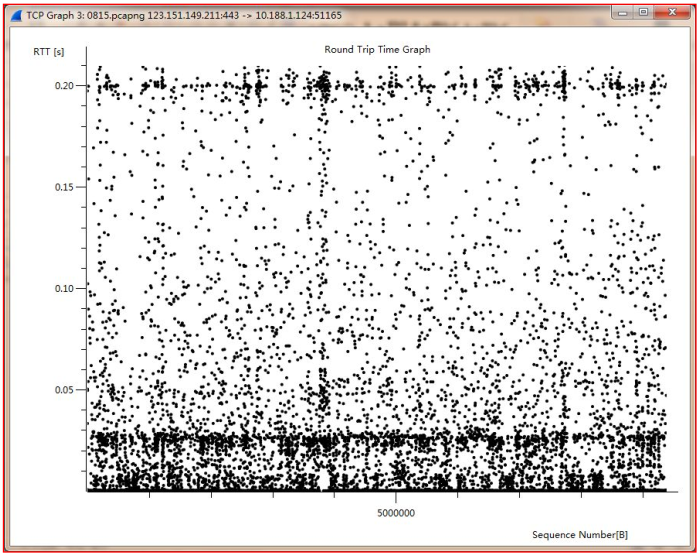 TCP Graph 3: 0815.pcapng 123.151.149.211:443 -> 10.188.1.124:51165
RTT [s]
Round Trip Time Graph
0.20
0.15
0.10
0.05
5000000
Sequence Number[B]